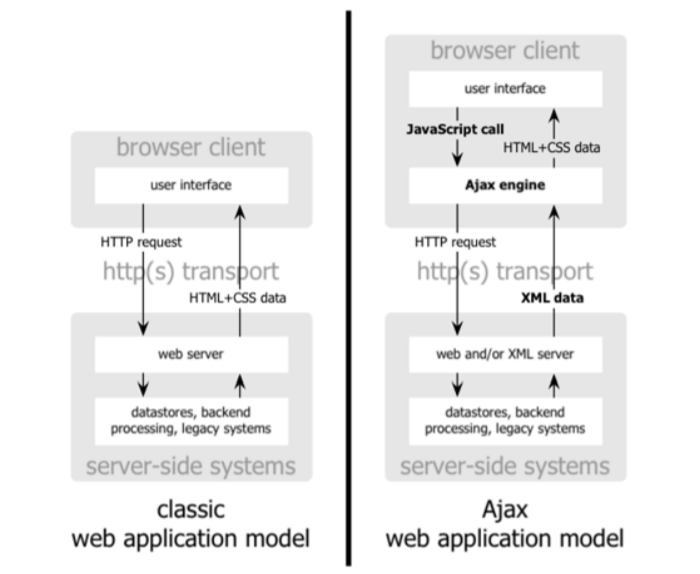 browser client
user interface
HTTP request
http(s) transport
HTML+CSS data
web server
datastores, backend
processing, legacy systems
server-side systems
classic
web application model
browser client
user interface
JavaScript call
HTML+CSS data
Ajax engine
HTTP request
http(s) transport
XML data
web and/or XML server
datastores, backend
processing, legacy systems
server-side systems
Ajax
web application model